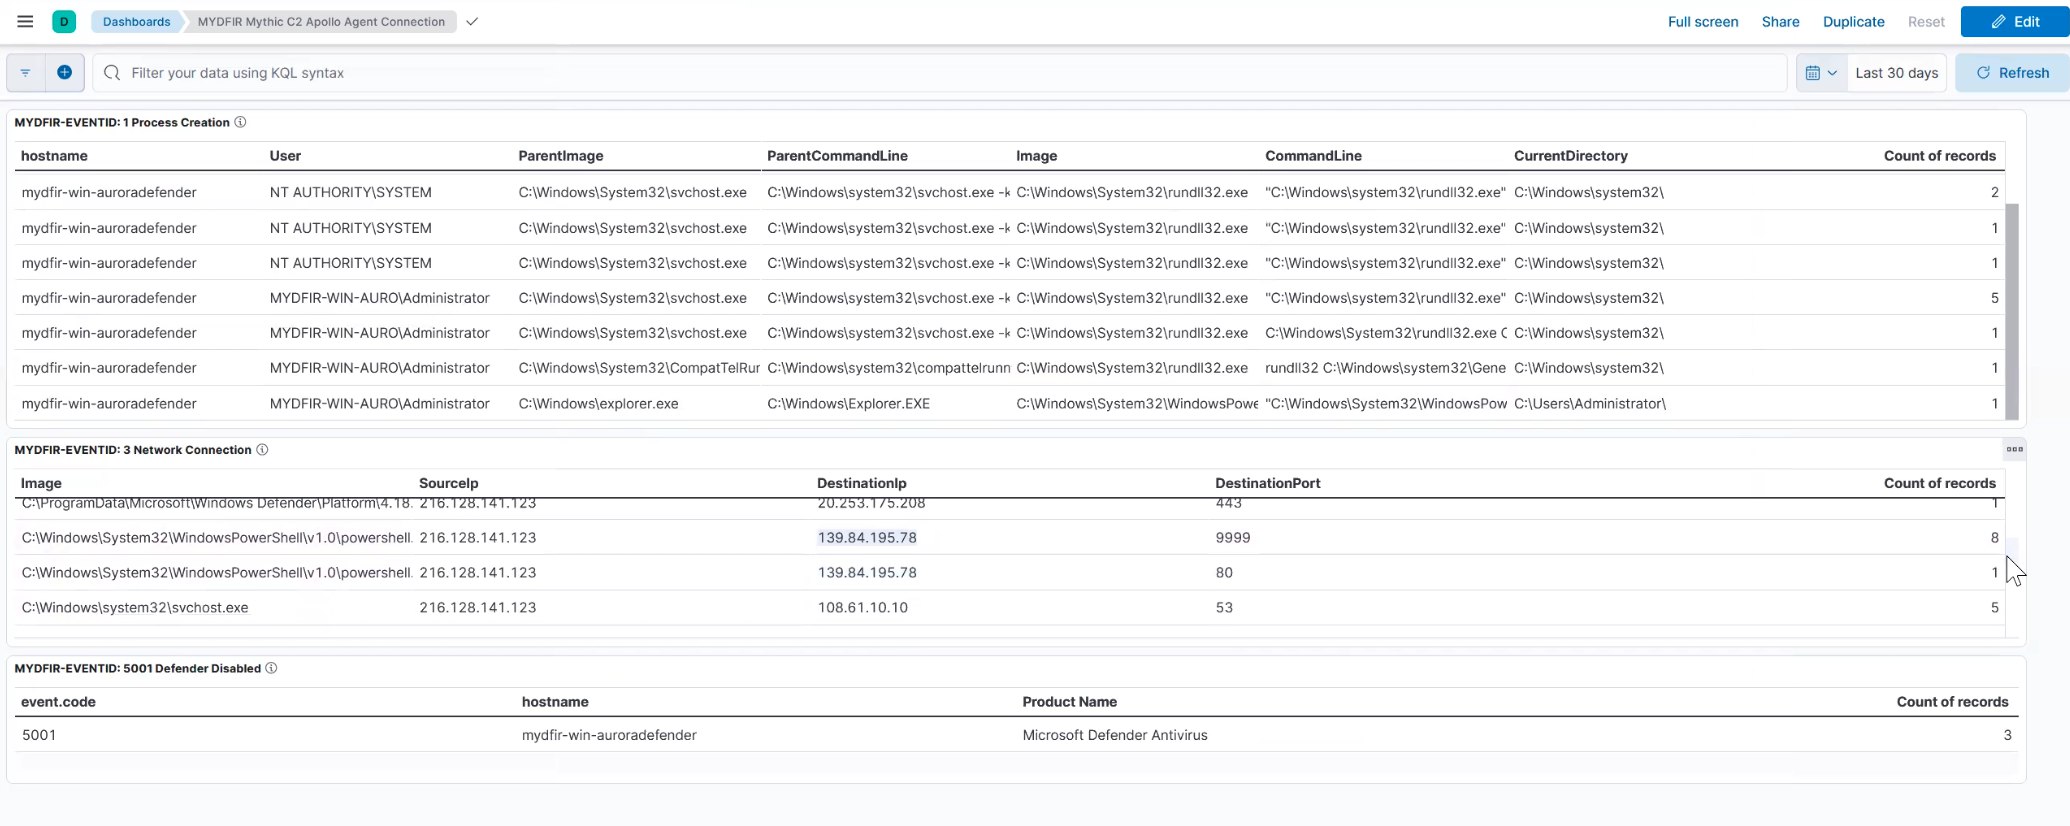 D Dashboards MYDFIR Mythic C2 Apollo Agent Connection Full screen Share Duplicate Reset Edit
Filter your data using KQL syntax Last 30 days Refresh
MYDFIR-EVENTID: 1 Process Creation
hostname User ParentImage ParentCommandLine Image CommandLine CurrentDirectory Count of records
mydfir-win-auroradefender NT AUTHORITY\SYSTEM C:\Windows\System32\svchost.exe C:\Windows\system32\svchost.exe -k C:\Windows\System32\rundll32.exe "C:\Windows\system32\rundll32.exe" C:\Windows\system32\ 2
mydfir-win-auroradefender NT AUTHORITY\SYSTEM C:\Windows\System32\svchost.exe C:\Windows\system32\svchost.exe -k C:\Windows\System32\rundll32.exe "C:\Windows\system32\rundll32.exe" C:\Windows\system32\ 1
mydfir-win-auroradefender NT AUTHORITY\SYSTEM C:\Windows\System32\svchost.exe C:\Windows\system32\svchost.exe -k C:\Windows\System32\rundll32.exe "C:\Windows\system32\rundll32.exe" C:\Windows\system32\ 1
mydfir-win-auroradefender MYDFIR-WIN-AURO\Administrator C:\Windows\System32\svchost.exe C:\Windows\system32\svchost.exe -k C:\Windows\System32\rundll32.exe "C:\Windows\system32\rundll32.exe" C:\Windows\system32\ 5
mydfir-win-auroradefender MYDFIR-WIN-AURO\Administrator C:\Windows\System32\svchost.exe C:\Windows\system32\svchost.exe -k C:\Windows\System32\rundll32.exe C:\Windows\System32\rundll32.exe C C:\Windows\system32\ 1
mydfir-win-auroradefender MYDFIR-WIN-AURO\Administrator C:\Windows\System32\CompatTelRur C:\Windows\system32\compattelrunn C:\Windows\System32\rundll32.exe rundll32 C:\Windows\system32\Gene C:\Windows\system32\ 1
mydfir-win-auroradefender MYDFIR-WIN-AURO\Administrator C:\Windows\explorer.exe C:\Windows\Explorer.EXE C:\Windows\System32\WindowsPowe "C:\Windows\System32\WindowsPow C:\Users\Administrator\ 1
MYDFIR-EVENTID: 3 Network Connection
Image SourceIp DestinationIp DestinationPort Count of records
C:\ProgramData\Microsoft\Windows Defender\Platform\4.18. 216.128.141.123 20.253.175.208 443 1
C:\Windows\System32\WindowsPowerShell\v1.0\powershell. 216.128.141.123 139.84.195.78 9999 8
C:\Windows\System32\WindowsPowerShell\v1.0\powershell. 216.128.141.123 139.84.195.78 80 1
C:\Windows\system32\svchost.exe 216.128.141.123 108.61.10.10 53 5
MYDFIR-EVENTID: 5001 Defender Disabled
event.code hostname Product Name Count of records
5001 mydfir-win-auroradefender Microsoft Defender Antivirus 3